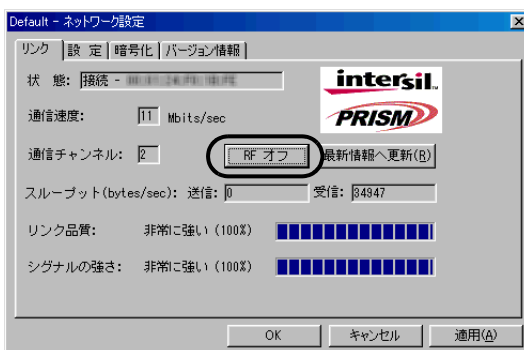 Default - ネットワーク設定
リンク 設 定 暗号化 バージョン情報
状 態: 接続 -
intersil.
PRISM
通信速度: 11 Mbits/sec
通信チャンネル: 2 RF オフ 最新情報へ更新(R)
スループット(bytes/sec): 送信: 0 受信: 34947
リンク品質: 非常に強い (100%)
シグナルの強さ: 非常に強い (100%)
OK キャンセル 適用(A)